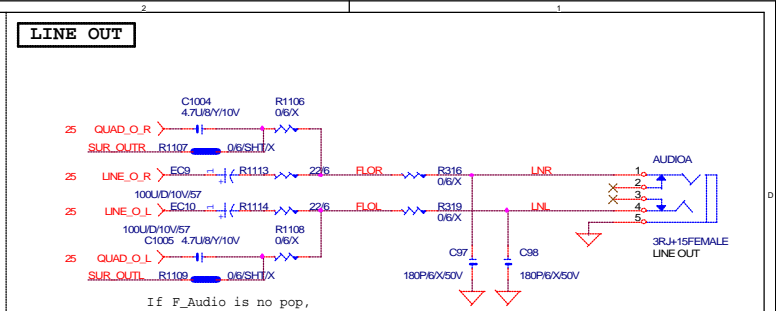 2
1
LINE OUT
C1004
4.7U/8/Y/10V
R1106
0/6/X
25 QUAD_O_R
SUR_OUTR R1107 0/6/SHT/X
25 LINE_O_R EC9 1 R1113 22/6 FLOR R316 LNR
0/6/X
100U/D/10V/57
25 LINE_O_L EC10 1 R1114 22/6 FLOL R319 LNL
0/6/X
100U/D/10V/57
C1005 4.7U/8/Y/10V
R1108
0/6/X
25 QUAD_O_L
SUR_OUTL R1109 0/6/SHT/X
C97
180P/6/X/50V
C98
180P/6/X/50V
AUDIOA
1
2
3
4
5
3RJ+15FEMALE
LINE OUT
D
If F_Audio is no pop,